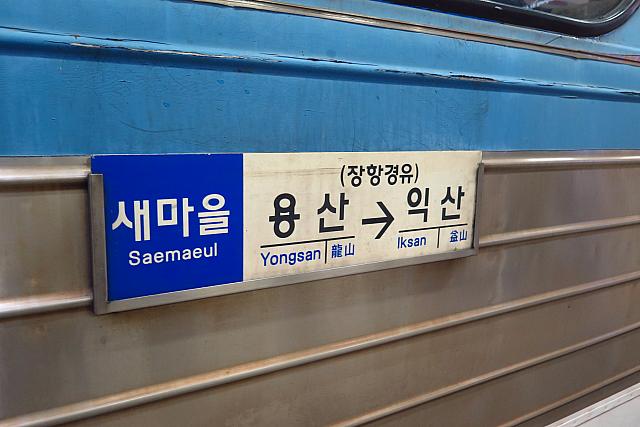 새마을
Saemaeul
(장항경유)
용산 → 익산
Yongsan 龍山 Iksan 益山